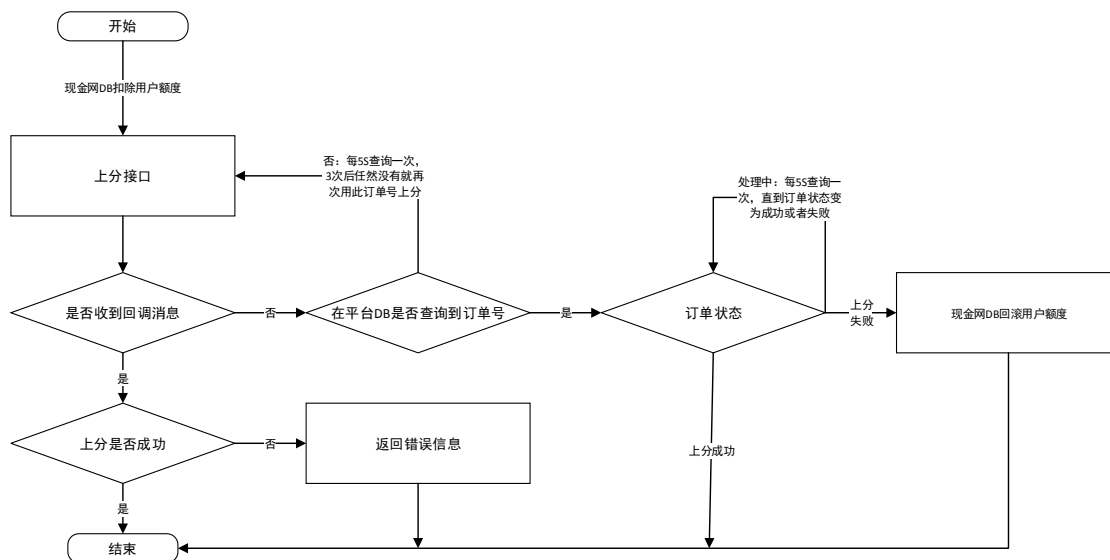 开始
现金网DB扣除用户额度
上分接口
否：每5S查询一次，
3次后任然没有就再
次用此订单号上分
处理中：每5S查询一
次，直到订单状态变
为成功或者失败
是否收到回调消息
否
在平台DB是否查询到订单号
是
订单状态
上分
失败
现金网DB回滚用户额度
是
上分是否成功
否
返回错误信息
上分成功
是
结束